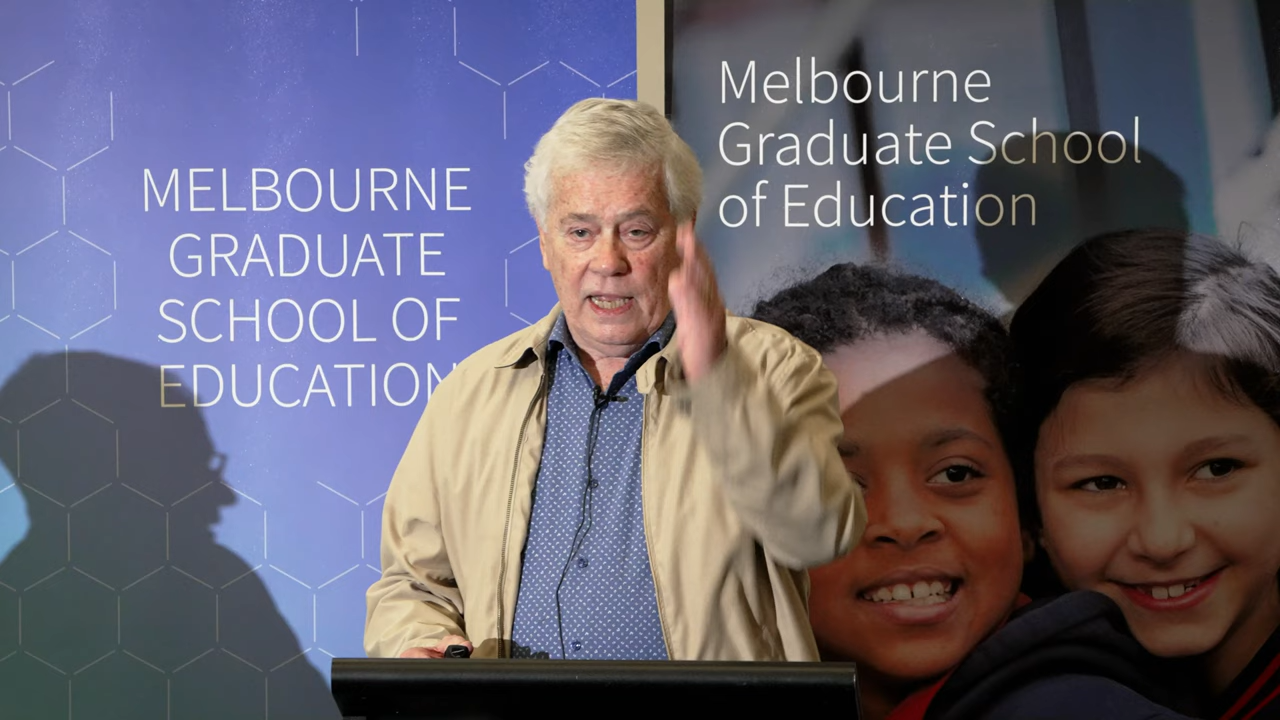 MELBOURNE
GRADUATE
SCHOOL OF
EDUCATION
Melbourne
Graduate School
of Education